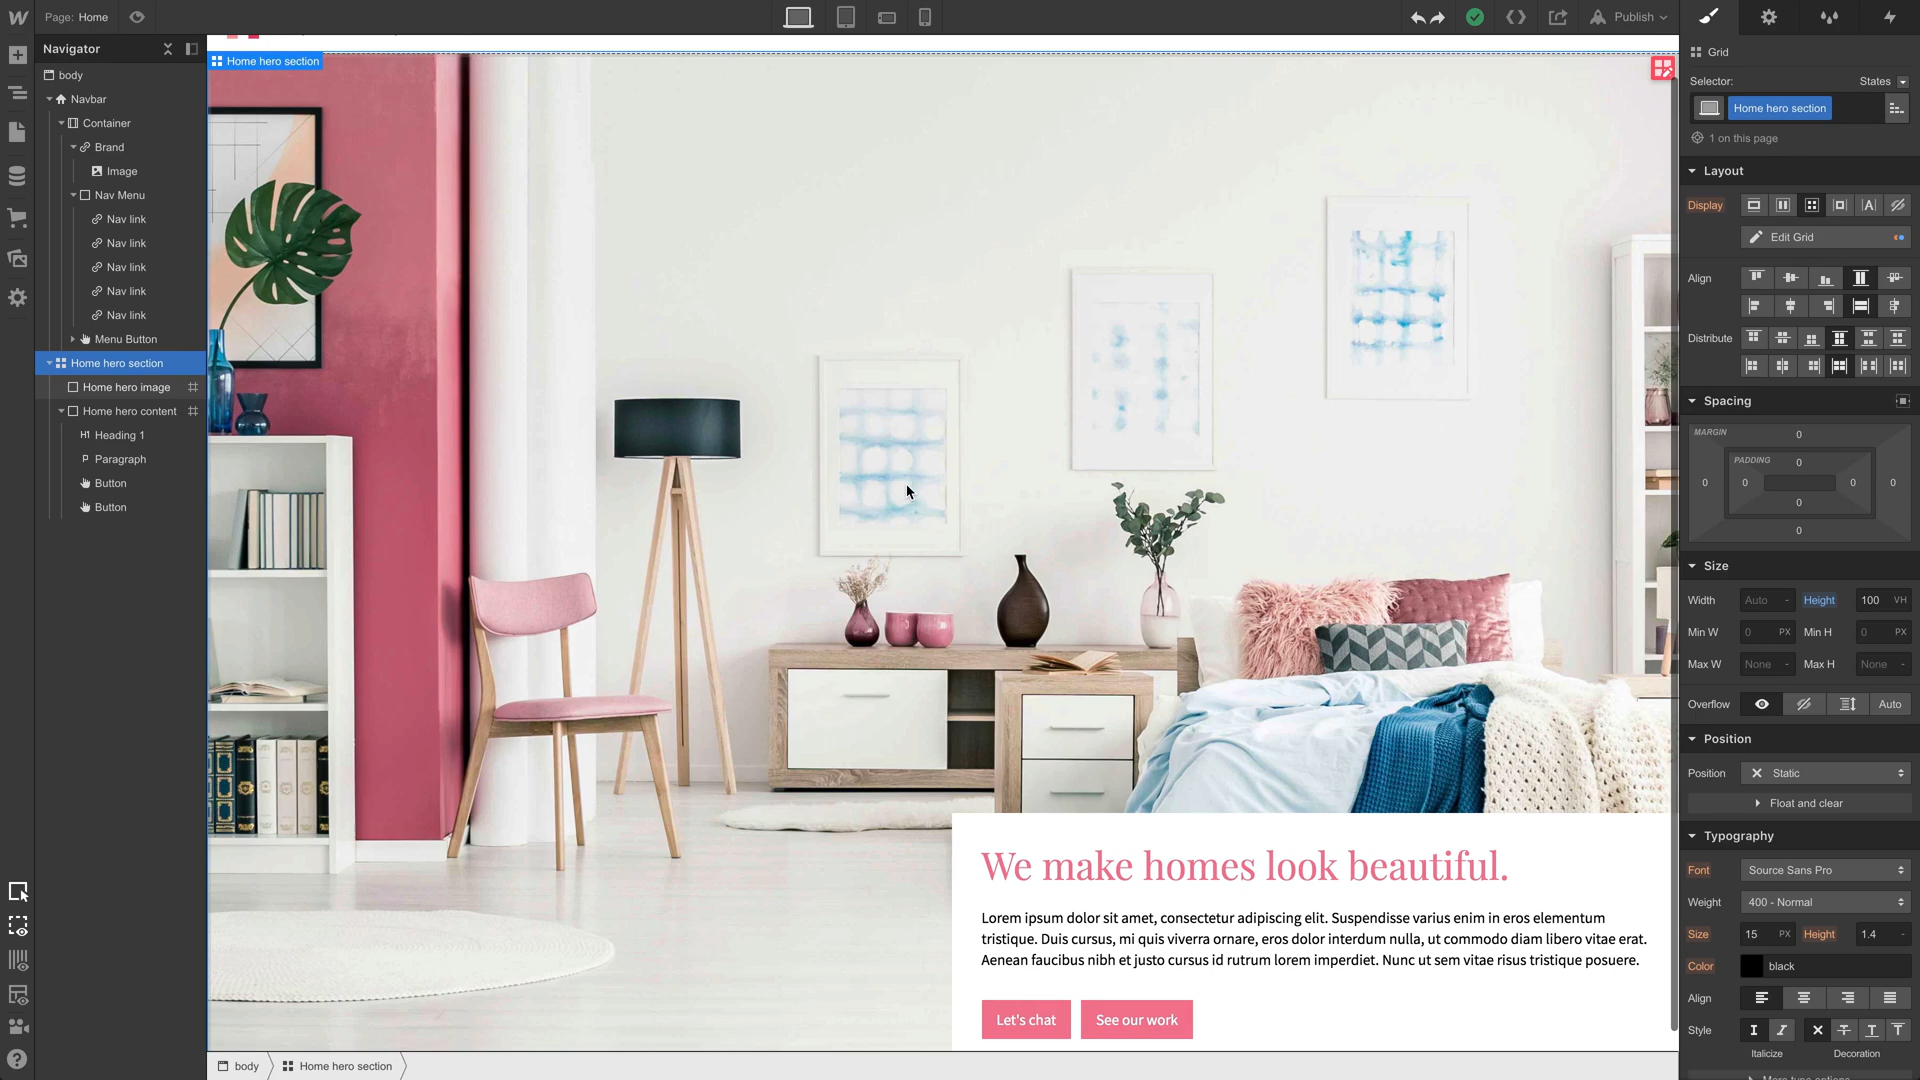 Page: Home
Publish
Navigator
body
Navbar
Container
Brand
Image
Nav Menu
Nav link
Nav link
Nav link
Nav link
Nav link
Menu Button
Home hero section
Home hero image
Home hero content
H1 Heading 1
P Paragraph
Button
Button
Home hero section
We make homes look beautiful.
Lorem ipsum dolor sit amet, consectetur adipiscing elit. Suspendisse varius enim in eros elementum
tristique. Duis cursus, mi quis viverra ornare, eros dolor interdum nulla, ut commodo diam libero vitae erat.
Aenean faucibus nibh et justo cursus id rutrum lorem imperdiet. Nunc ut sem vitae risus tristique posuere.
Let's chat See our work
body Home hero section
Grid
Selector: States
Home hero section
1 on this page
Layout
Display
Edit Grid
Align
Distribute
Spacing
MARGIN 0
PADDING 0
0 0 0 0
0
0
Size
Width Auto - Height 100 VH
Min W 0 PX Min H 0 PX
Max W None - Max H None -
Overflow Auto
Position
Position Static
Float and clear
Typography
Font Source Sans Pro
Weight 400 - Normal
Size 15 PX Height 1.4 -
Color black
Align
Style
Italicize Decoration
More type options